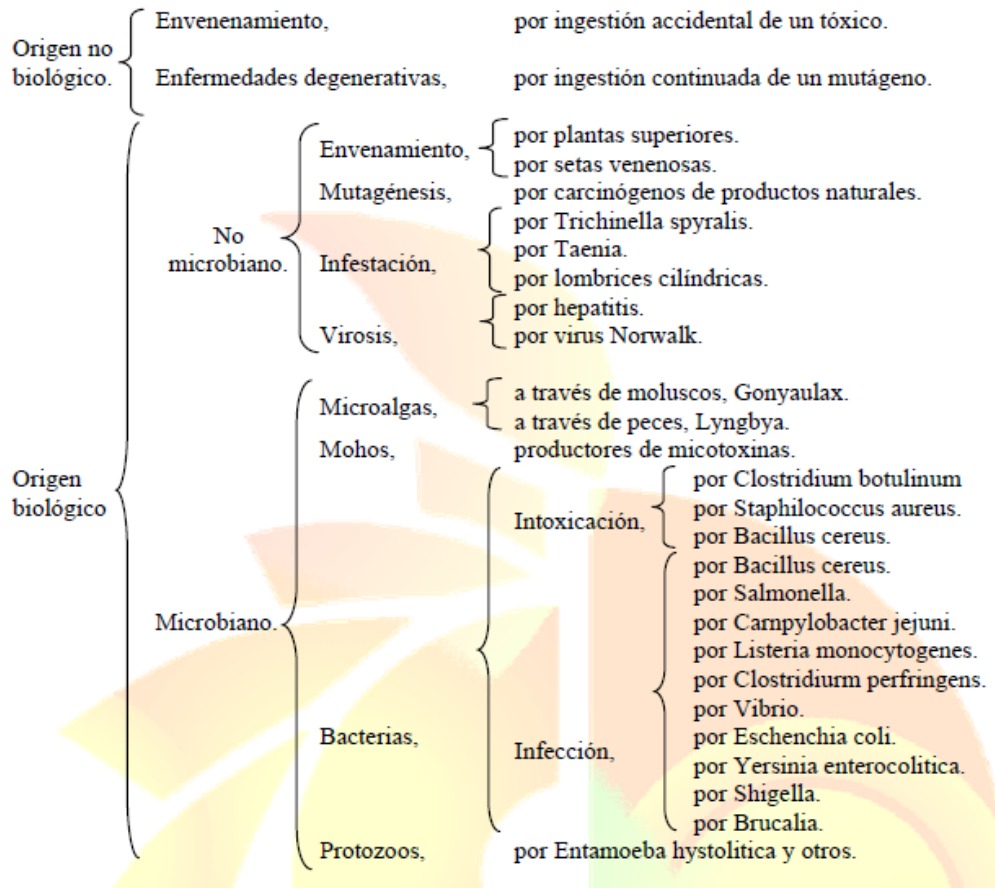 Origen no
biológico.
Envenenamiento, por ingestión accidental de un tóxico.
Enfermedades degenerativas, por ingestión continuada de un mutágeno.
Origen
biológico
No
microbiano.
Envenamiento,
por plantas superiores.
por setas venenosas.
Mutagénesis, por carcinógenos de productos naturales.
Infestación,
por Trichinella spyralis.
por Taenia.
por lombrices cilíndricas.
Virosis,
por hepatitis.
por virus Norwalk.
Microbiano.
Microalgas,
a través de moluscos, Gonyaulax.
a través de peces, Lyngbya.
Mohos, productores de micotoxinas.
Bacterias,
Intoxicación,
por Clostridium botulinum
por Staphilococcus aureus.
por Bacillus cereus.
Infección,
por Bacillus cereus.
por Salmonella.
por Campylobacter jejuni.
por Listeria monocytogenes.
por Clostridiurm perfringens.
por Vibrio.
por Eschenchia coli.
por Yersinia enterocolitica.
por Shigella.
por Brucalia.
Protozoos, por Entamoeba hystolitica y otros.